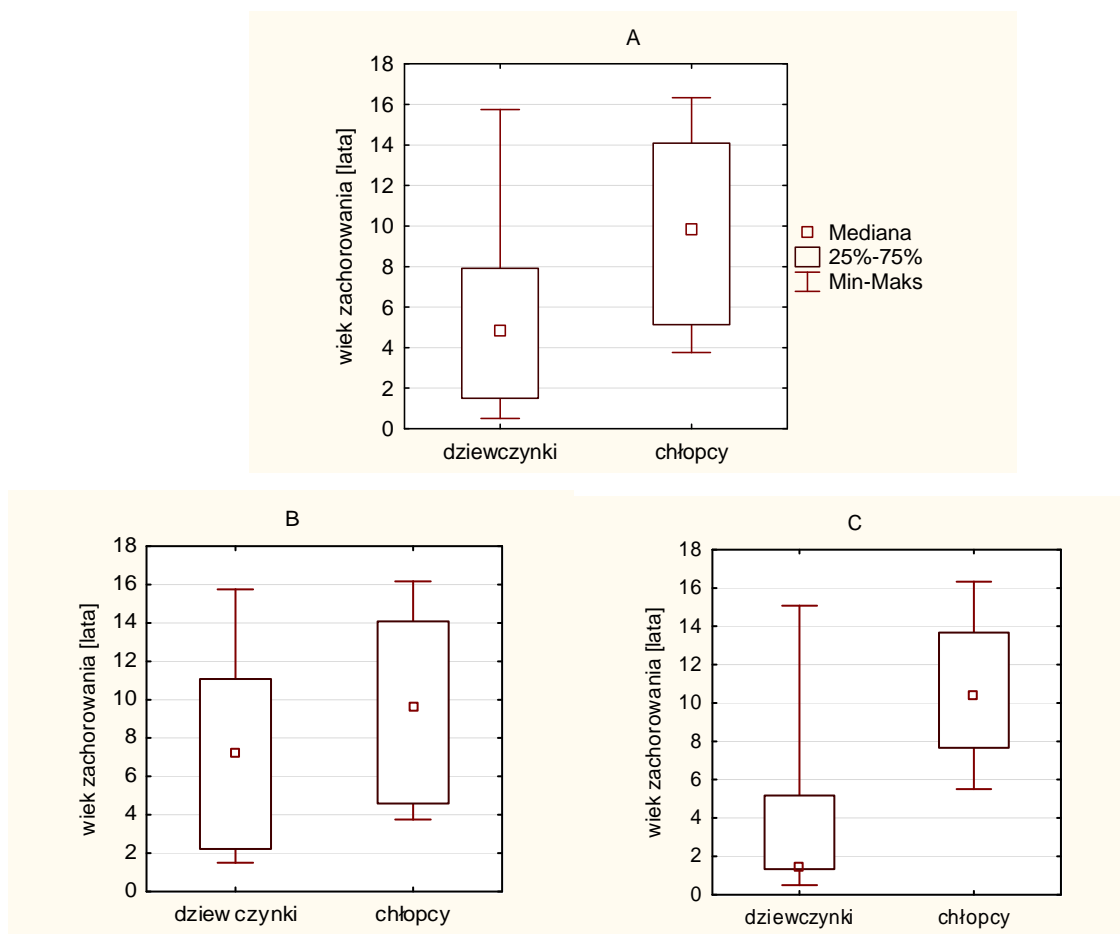 A
18
16
14
12
10
8
6
4
2
0
wiek zachorowania [lata]
dziewczynki chłopcy
Mediana
25%-75%
Min-Maks
B
18
16
14
12
10
8
6
4
2
0
wiek zachorowania [lata]
dziew czynki chłopcy
C
18
16
14
12
10
8
6
4
2
0
wiek zachorowania [lata]
dziewczynki chłopcy